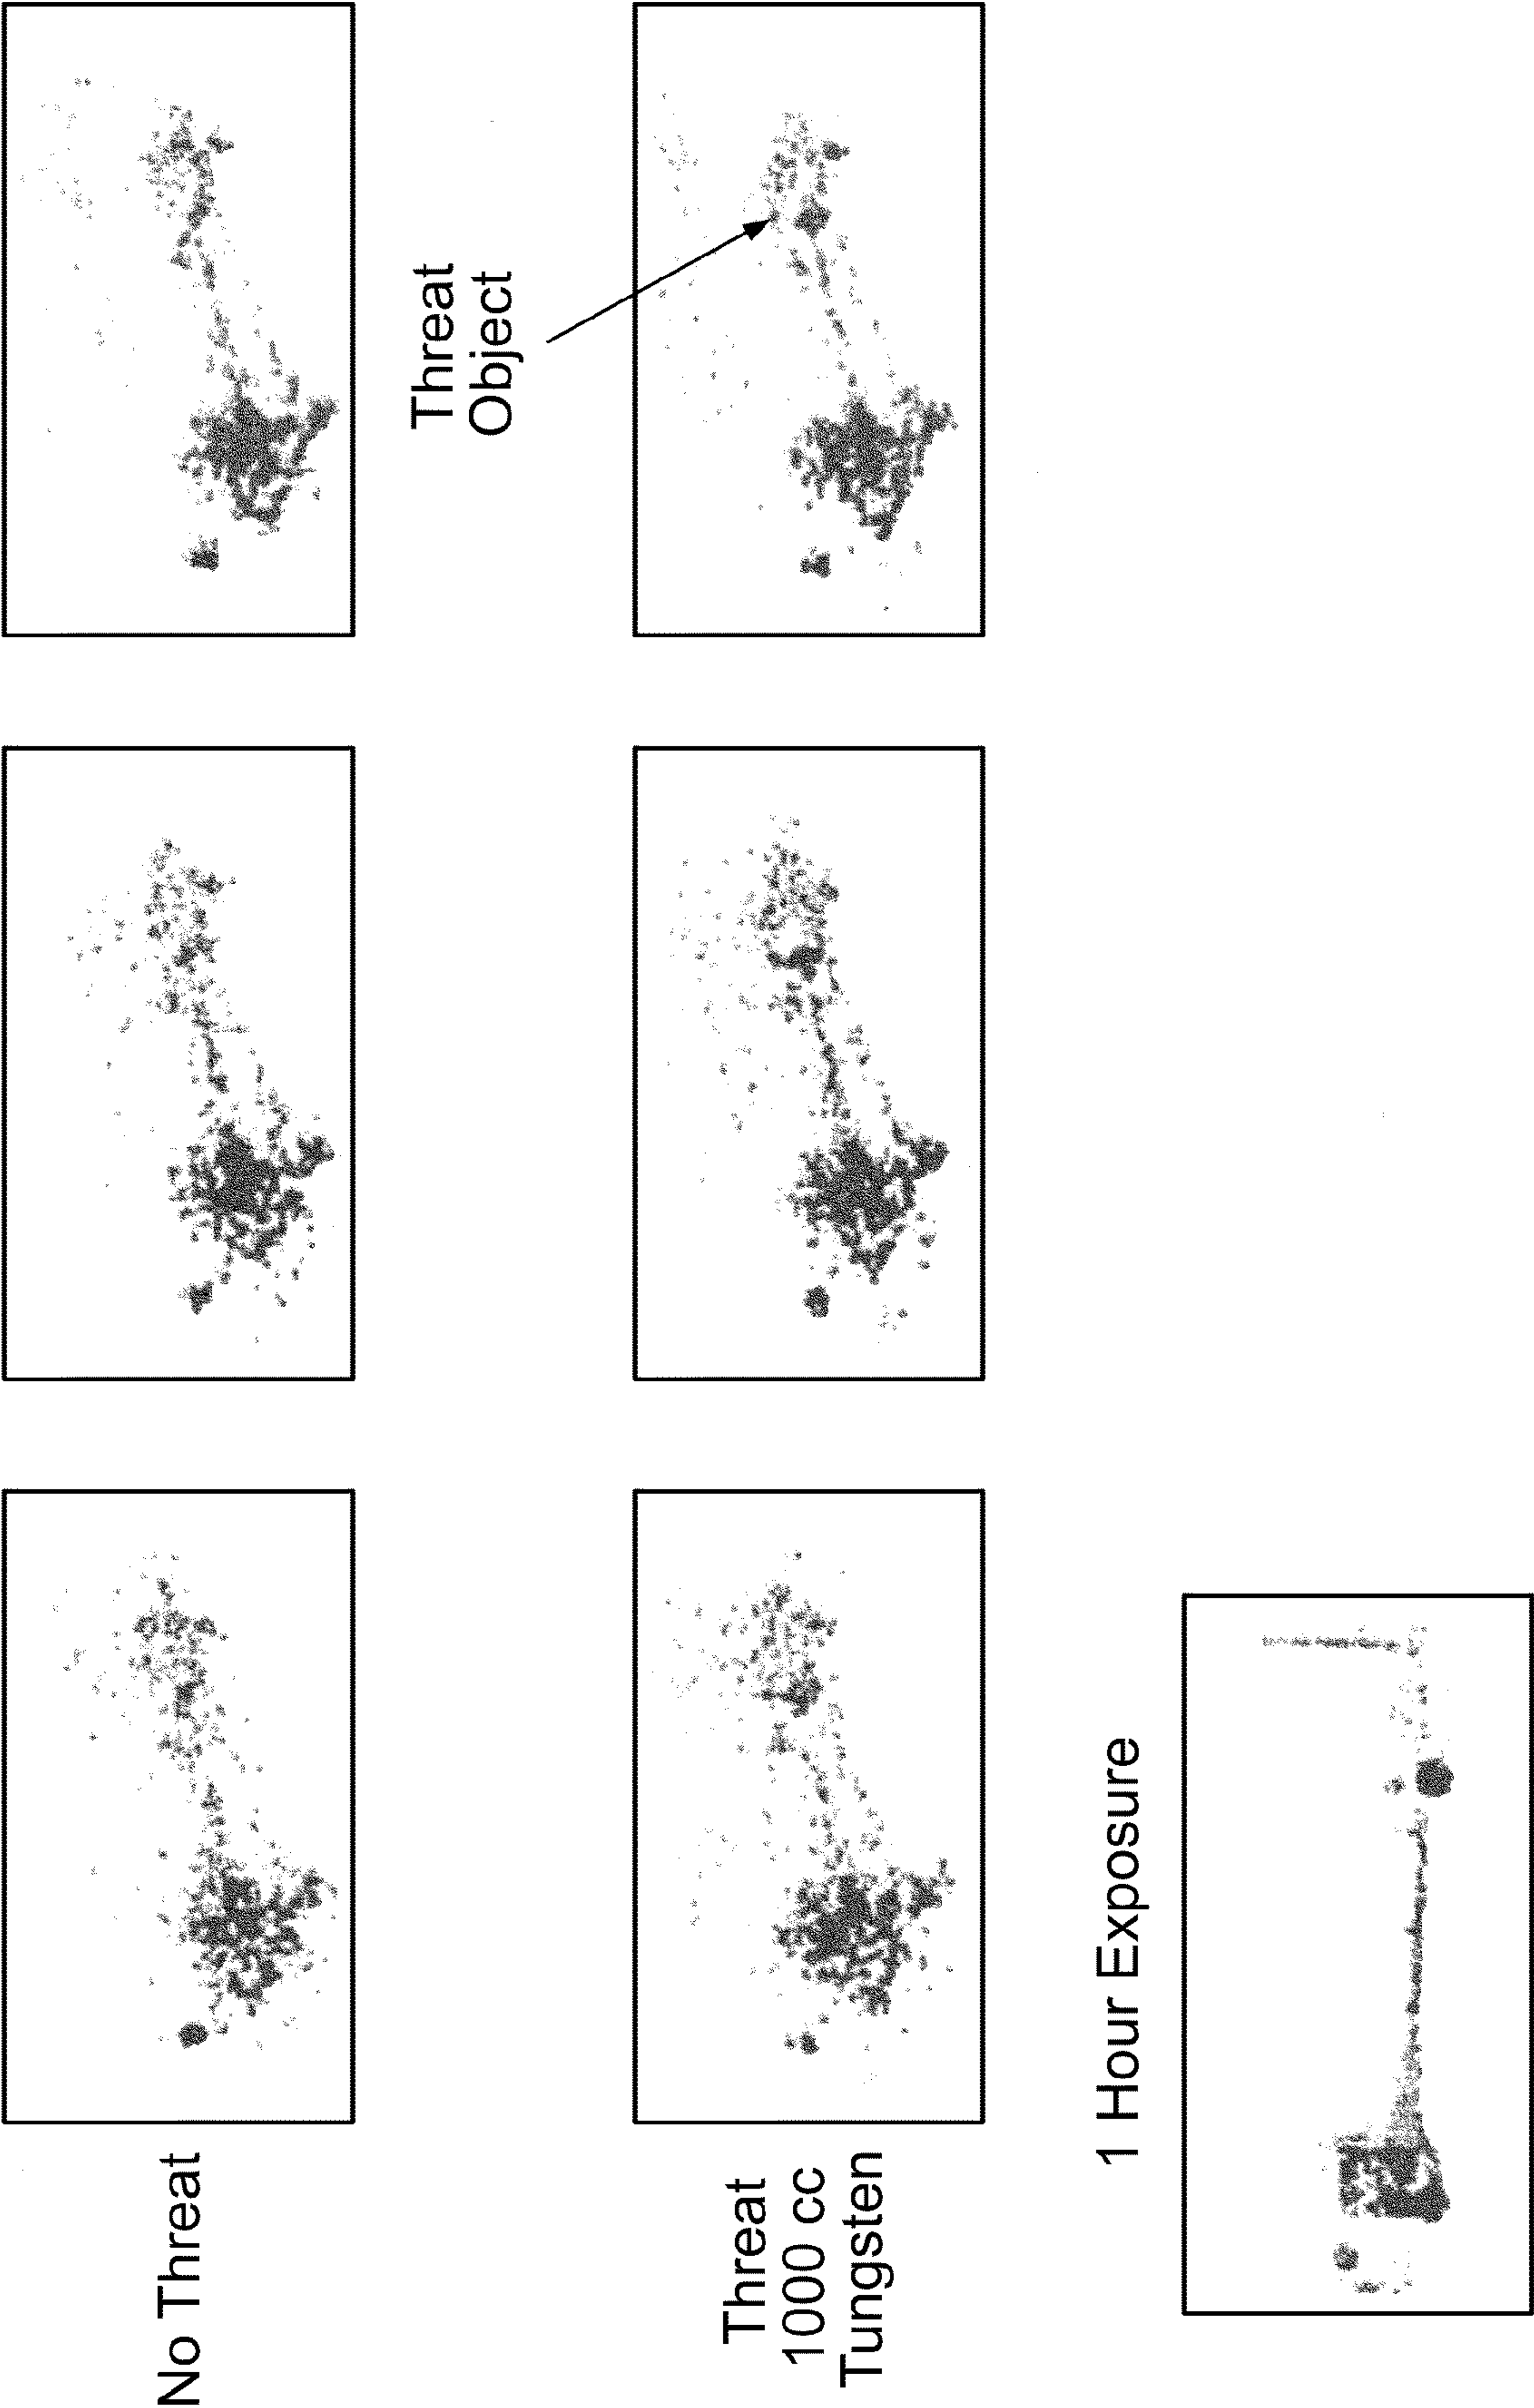 No Threat
Threat
Object
Threat
1000 cc
Tungsten
1 Hour Exposure